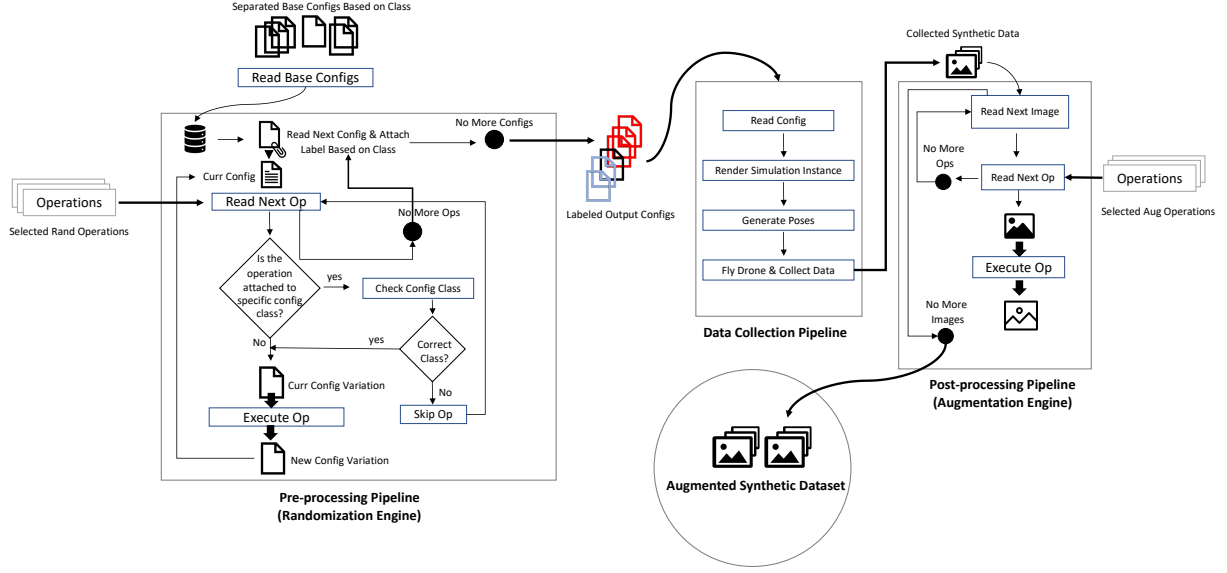 Separated Base Configs Based on Class
Read Base Configs
Read Next Config & Attach
Label Based on Class
No More Configs
Curr Config
Operations
Selected Rand Operations
Read Next Op
No More Ops
Is the
operation
attached to
specific config
class?
yes
Check Config Class
No
yes
Correct
Class?
No
Skip Op
Curr Config Variation
Execute Op
New Config Variation
Pre-processing Pipeline
(Randomization Engine)
Labeled Output Configs
Read Config
Render Simulation Instance
Generate Poses
Fly Drone & Collect Data
Data Collection Pipeline
Collected Synthetic Data
Read Next Image
No More
Ops
Read Next Op
Operations
Selected Aug Operations
Execute Op
No More
Images
Post-processing Pipeline
(Augmentation Engine)
Augmented Synthetic Dataset